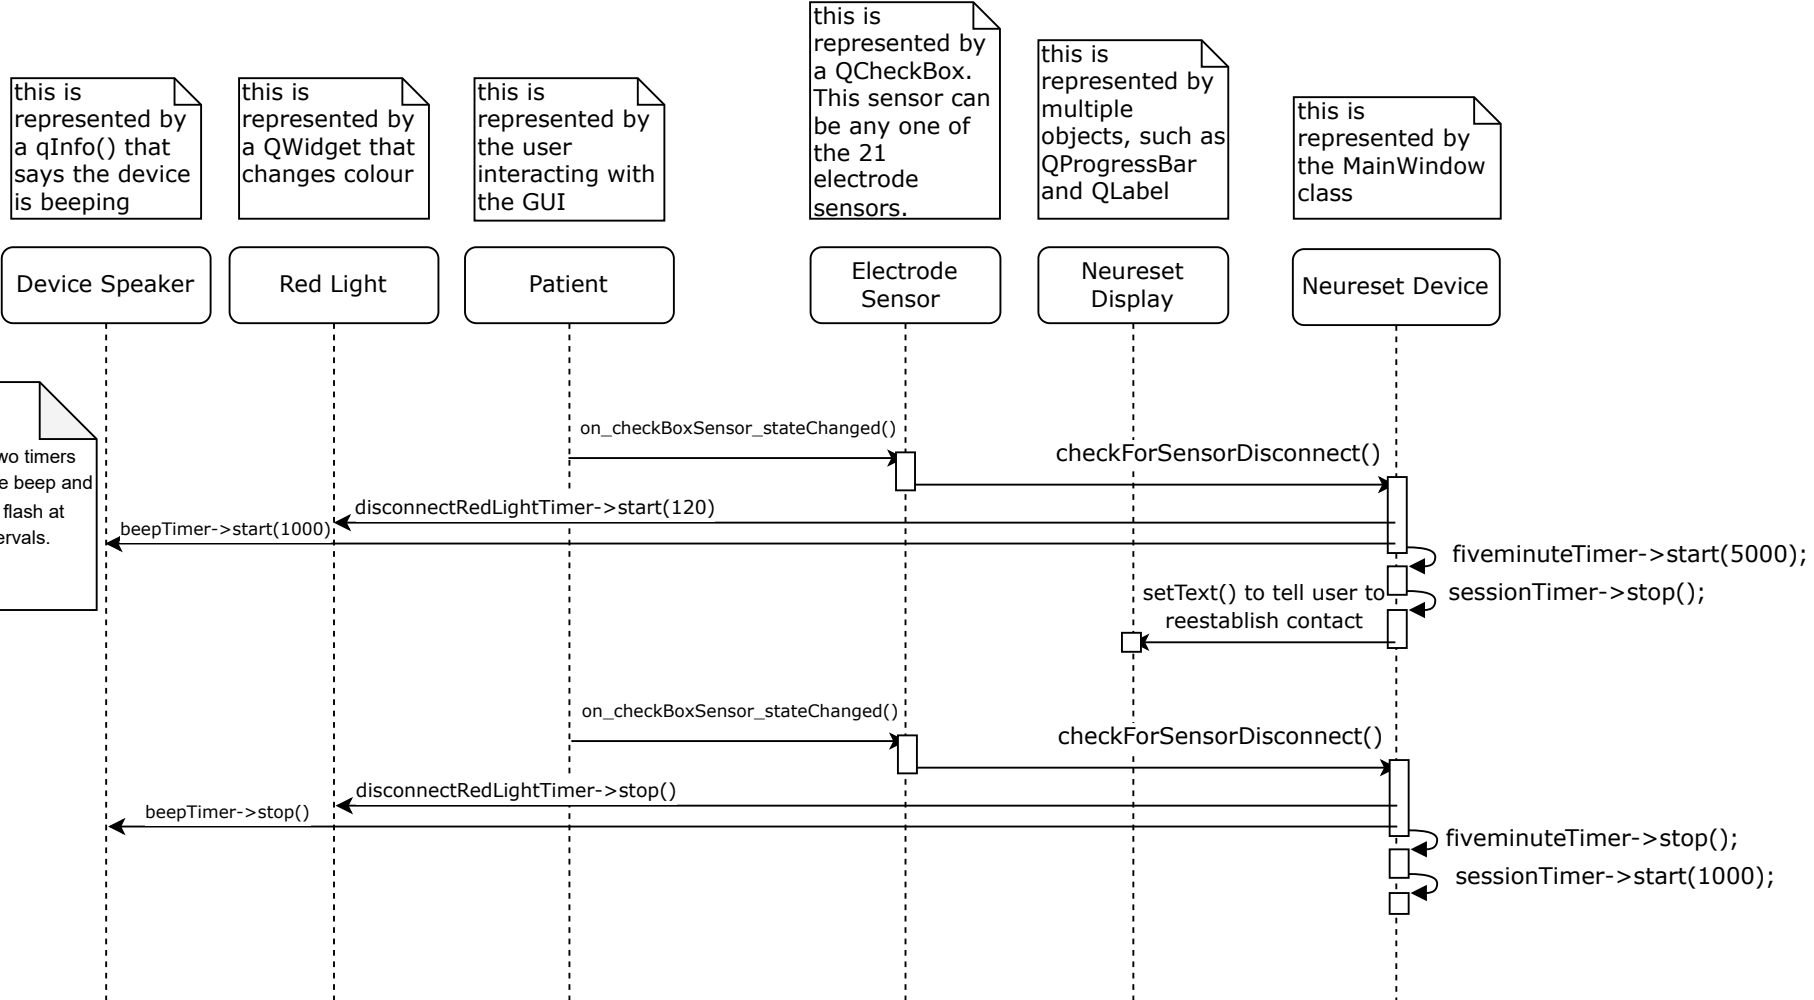 this is
represented by
a qInfo() that
says the device
is beeping
this is
represented by
a QWidget that
changes colour
this is
represented by
the user
interacting with
the GUI
this is
represented by
a QCheckBox.
This sensor can
be any one of
the 21
electrode
sensors.
this is
represented by
multiple
objects, such as
QProgressBar
and QLabel
this is
represented by
the MainWindow
class
Device Speaker
Red Light
Patient
Electrode
Sensor
Neureset
Display
Neureset Device
timers
beep and
flash at
on_checkBoxSensor_stateChanged()
checkForSensorDisconnect()
disconnectRedLightTimer->start(120)
beepTimer->start(1000)
fiveminuteTimer->start(5000);
sessionTimer->stop();
setText() to tell user to
reestablish contact
on_checkBoxSensor_stateChanged()
checkForSensorDisconnect()
disconnectRedLightTimer->stop()
beepTimer->stop()
fiveminuteTimer->stop();
sessionTimer->start(1000);